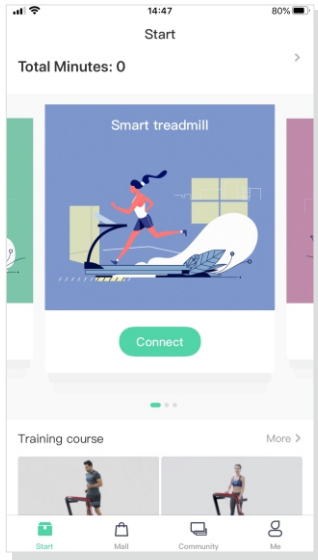 14:47
80%
Start
Total Minutes: 0
Smart treadmill
Connect
Training course
More
Start
Mall
Community
Me